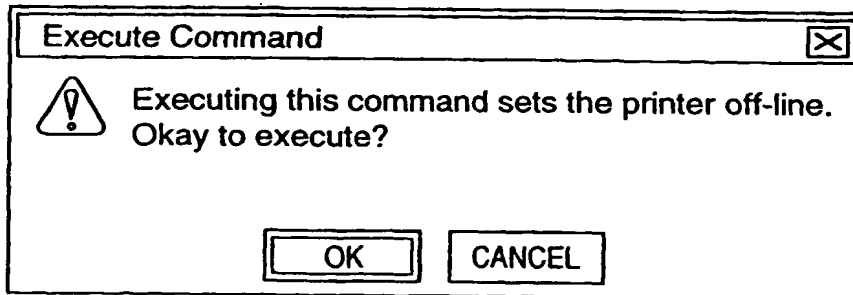 Execute Command
Executing this command sets the printer off-line.
Okay to execute?
OK
CANCEL